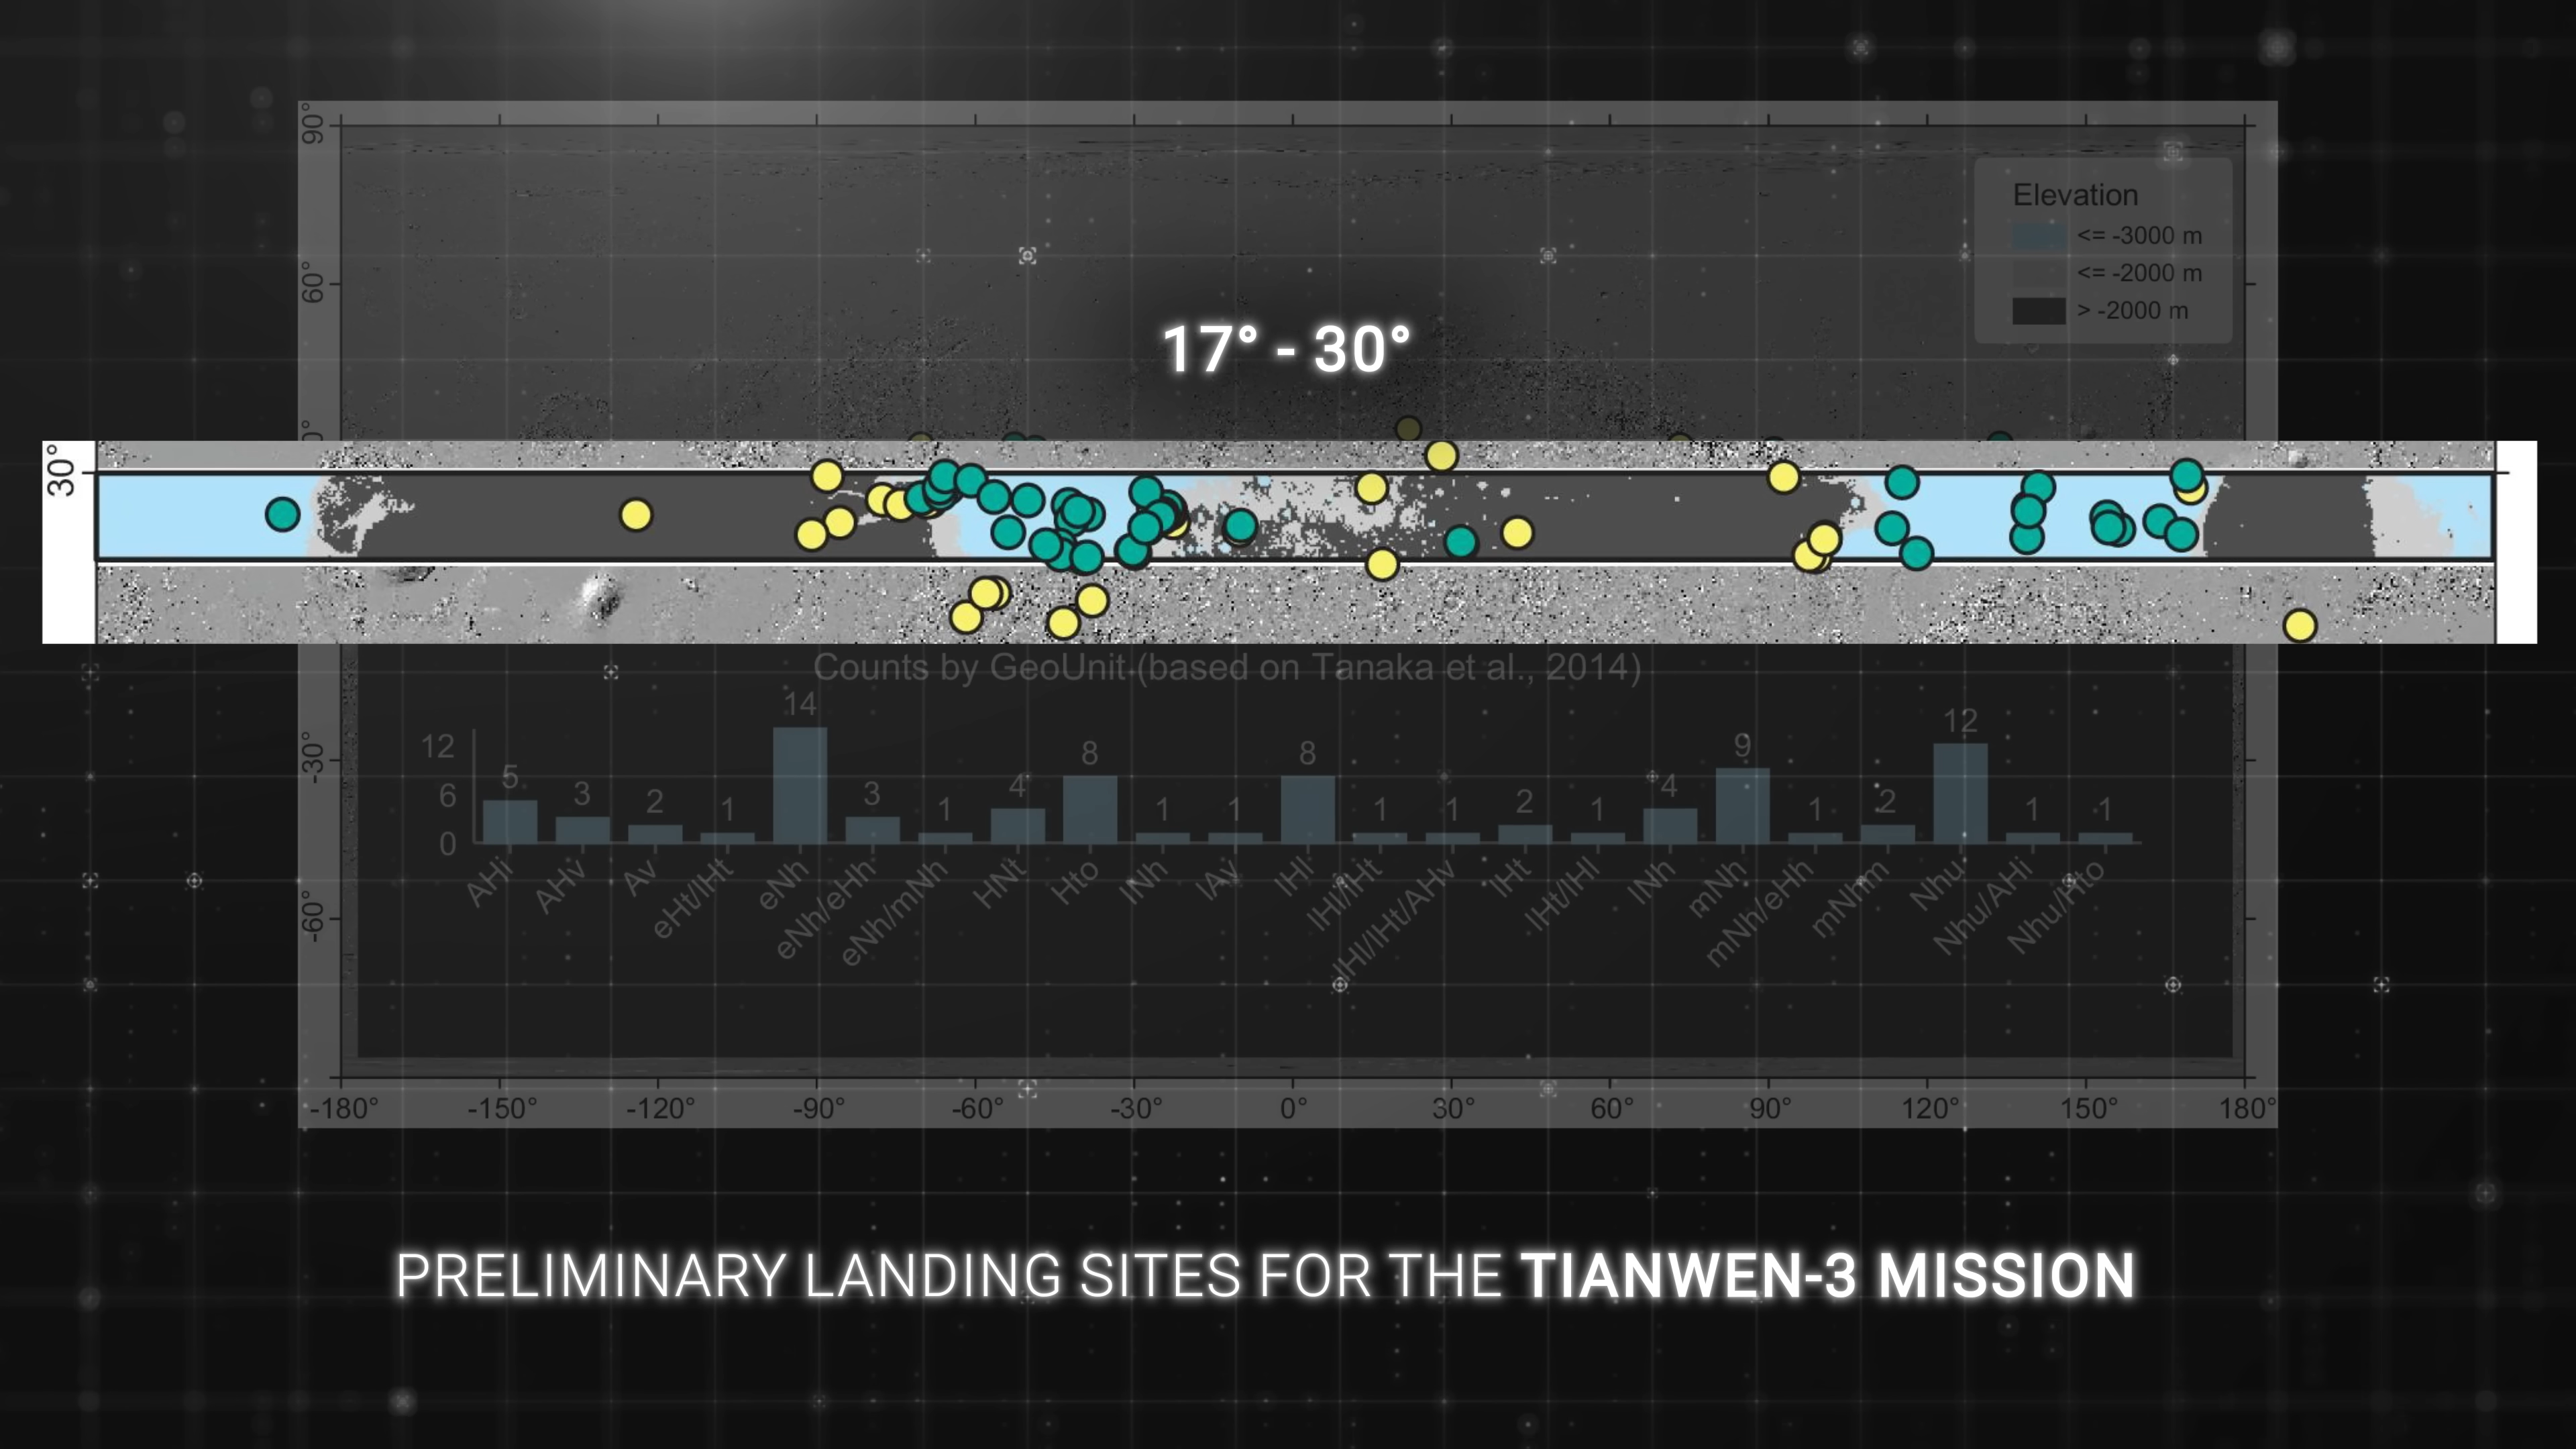 90°
Elevation
<= -3000 m
60°
<= -2000 m
> -2000 m
17° - 30°
0°
30°
Counts by GeoUnit (based on Tanaka et al., 2014)
14
12
12
9
8
8
5
6
3
2
1
3
1
4
1
1
1
1
2
1
4
1
2
1
1
0
-30°
AHi
AHv
Av
eHt/lHt
eNh
eNh/eHh
eNh/mNh
HNt
Hto
INh
lAv
lHl
lHl/lHt
lHl/lHt/AHv
lHt
lHt/lHl
lNh
mNh
mNh/eHh
mNhm
Nhu
Nhu/AHi
Nhu/Hto
-60°
-180°
-150°
-120°
-90°
-60°
-30°
0°
30°
60°
90°
120°
150°
180°
PRELIMINARY LANDING SITES FOR THE TIANWEN-3 MISSION